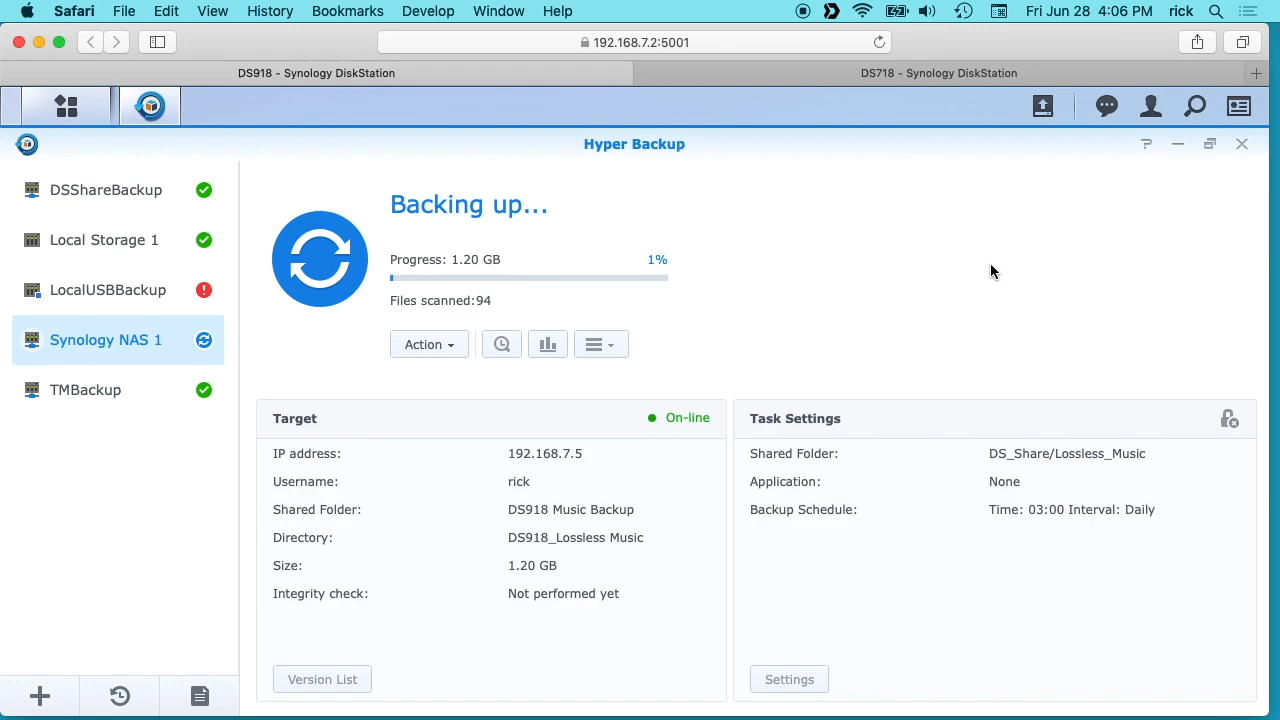 Safari File Edit View History Bookmarks Develop Window Help Fri Jun 28 4:06 PM rick
192.168.7.2:5001
DS918 - Synology DiskStation DS718 - Synology DiskStation
Hyper Backup
DSShareBackup
Local Storage 1
LocalUSBBackup
Synology NAS 1
TMBackup
Backing up...
Progress: 1.20 GB 1%
Files scanned:94
Action
Target On-line
IP address: 192.168.7.5
Username: rick
Shared Folder: DS918 Music Backup
Directory: DS918_Lossless Music
Size: 1.20 GB
Integrity check: Not performed yet
Version List
Task Settings
Shared Folder: DS_Share/Lossless_Music
Application: None
Backup Schedule: Time: 03:00 Interval: Daily
Settings